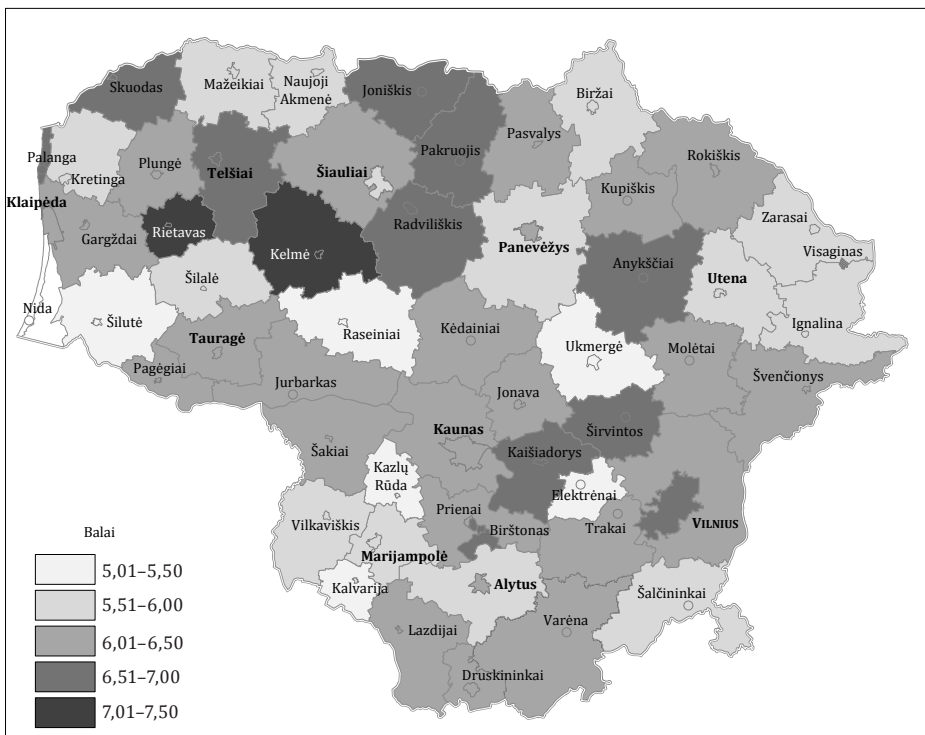 Skuodas
Mažeikiai
Naujoji
Akmenė
Joniškis
Biržai
Palanga
Kretinga
Plungė
Telšiai
Šiauliai
Pakruojis
Pasvalys
Kupiškis
Rokiškis
Klaipėda
Gargždai
Rietavas
Kelmė
Radviliškis
Panevėžys
Anykščiai
Zarasai
Visaginas
Utena
Ignalina
Šilalė
Nida
Šilutė
Tauragė
Raseiniai
Kėdainiai
Ukmergė
Molėtai
Švenčionys
Pagėgiai
Jurbarkas
Jonava
Šakiai
Kaunas
Širvintos
Kaišiadorys
Kazlų
Rūda
Elektrėnai
Vilkaviškis
Prienai
Birštonas
Trakai
VILNIUS
Marijampolė
Kalvarija
Alytus
Šalčininkai
Lazdijai
Varėna
Druskininkai
Balai
5,01–5,50
5,51–6,00
6,01–6,50
6,51–7,00
7,01–7,50